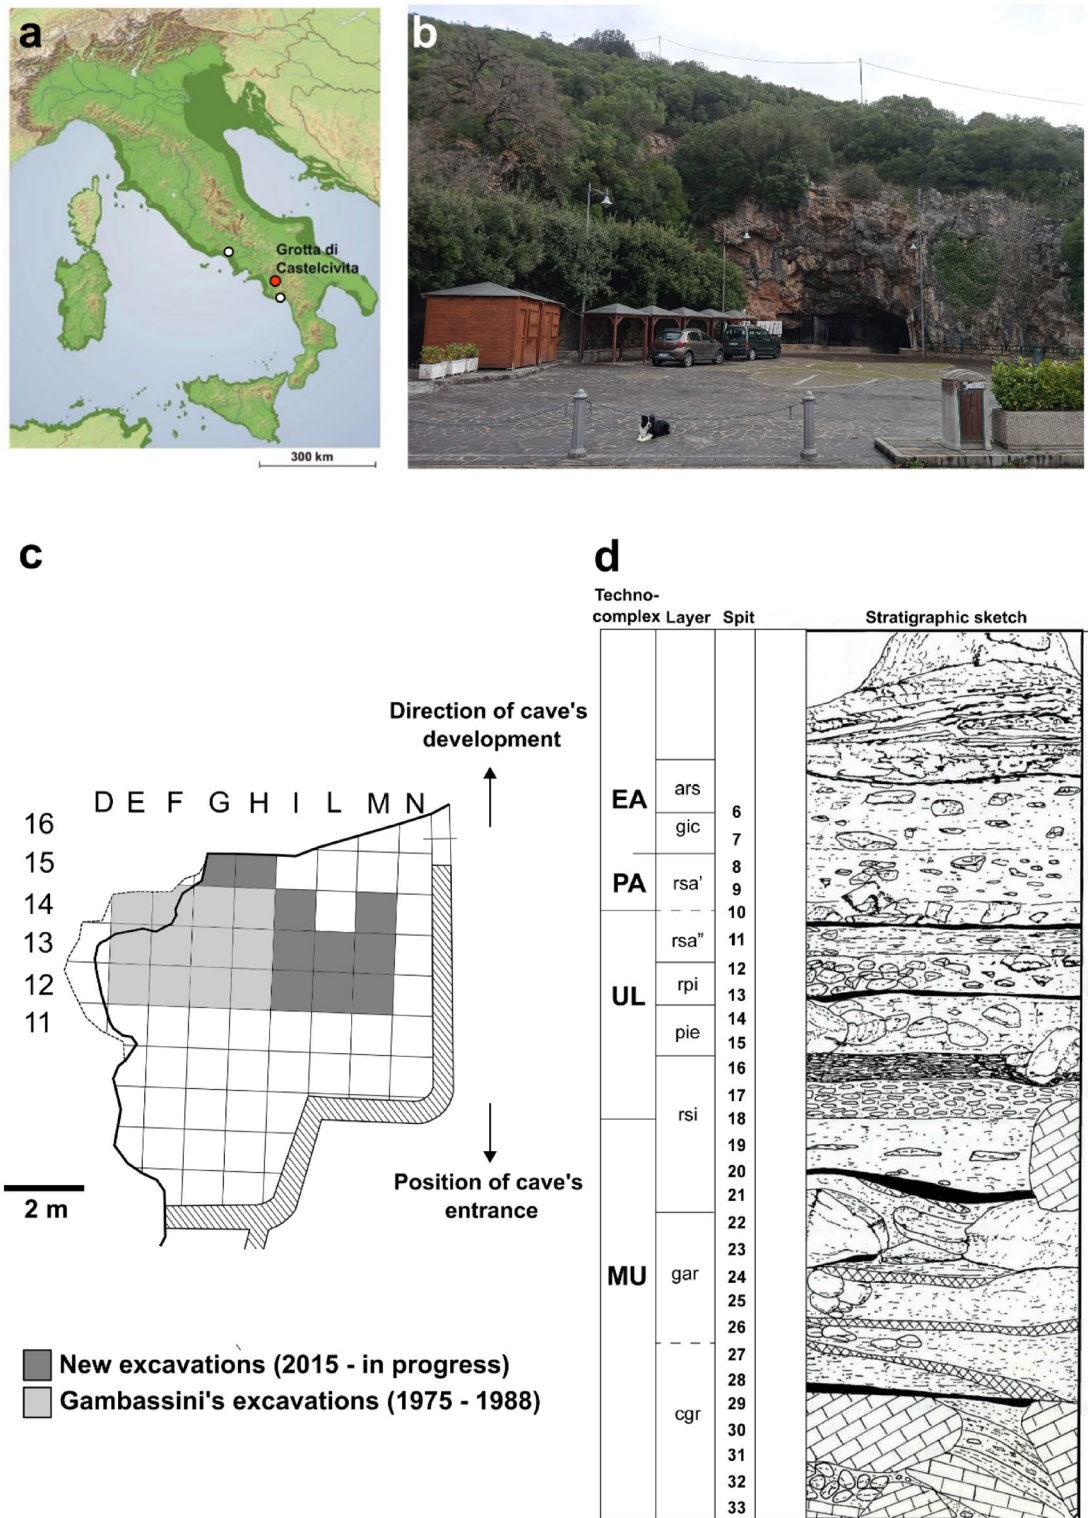 a
Grotta di
Castelcivita
300 km
b
c
Direction of cave's
development
D E F G H I L M N
16
15
14
13
12
11
2 m
Position of cave's
entrance
New excavations (2015 - in progress)
Gambassini's excavations (1975 - 1988)
d
Techno-
complex Layer Spit Stratigraphic sketch
ars
EA
6
gic
7
8
PA rsa'
9
10
rsa" 11
12
rpi
UL 13
14
pie
15
16
17
rsi
18
19
20
21
22
23
MU gar 24
25
26
27
28
29
cgr
30
31
32
33